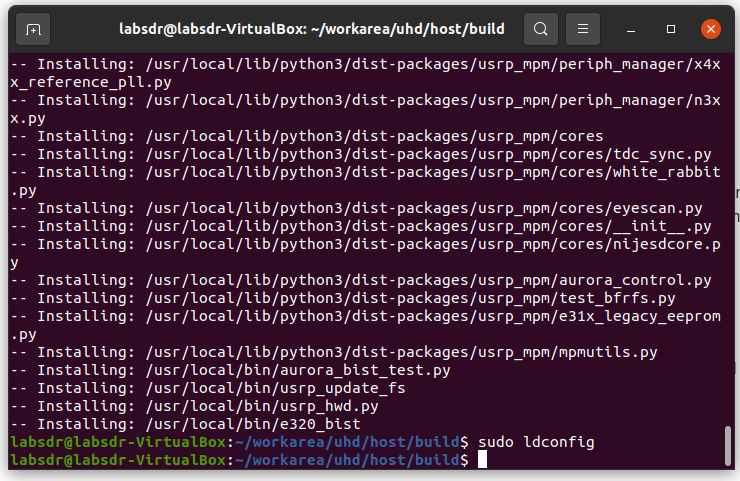 labsdr@labsdr-VirtualBox: ~/workarea/uhd/host/build
-- Installing: /usr/local/lib/python3/dist-packages/usrp_mpm/periph_manager/x4x
x_reference_pll.py
-- Installing: /usr/local/lib/python3/dist-packages/usrp_mpm/periph_manager/n3x
x.py
-- Installing: /usr/local/lib/python3/dist-packages/usrp_mpm/cores
-- Installing: /usr/local/lib/python3/dist-packages/usrp_mpm/cores/tdc_sync.py
-- Installing: /usr/local/lib/python3/dist-packages/usrp_mpm/cores/white_rabbit
.py
-- Installing: /usr/local/lib/python3/dist-packages/usrp_mpm/cores/eyescan.py
-- Installing: /usr/local/lib/python3/dist-packages/usrp_mpm/cores/__init__.py
-- Installing: /usr/local/lib/python3/dist-packages/usrp_mpm/cores/nijesdcore.p
y
-- Installing: /usr/local/lib/python3/dist-packages/usrp_mpm/aurora_control.py
-- Installing: /usr/local/lib/python3/dist-packages/usrp_mpm/test_bfrfs.py
-- Installing: /usr/local/lib/python3/dist-packages/usrp_mpm/e31x_legacy_eeprom
.py
-- Installing: /usr/local/lib/python3/dist-packages/usrp_mpm/mpmutils.py
-- Installing: /usr/local/bin/aurora_bist_test.py
-- Installing: /usr/local/bin/usrp_update_fs
-- Installing: /usr/local/bin/usrp_hwd.py
-- Installing: /usr/local/bin/e320_bist
labsdr@labsdr-VirtualBox:~/workarea/uhd/host/build$ sudo ldconfig
labsdr@labsdr-VirtualBox:~/workarea/uhd/host/build$